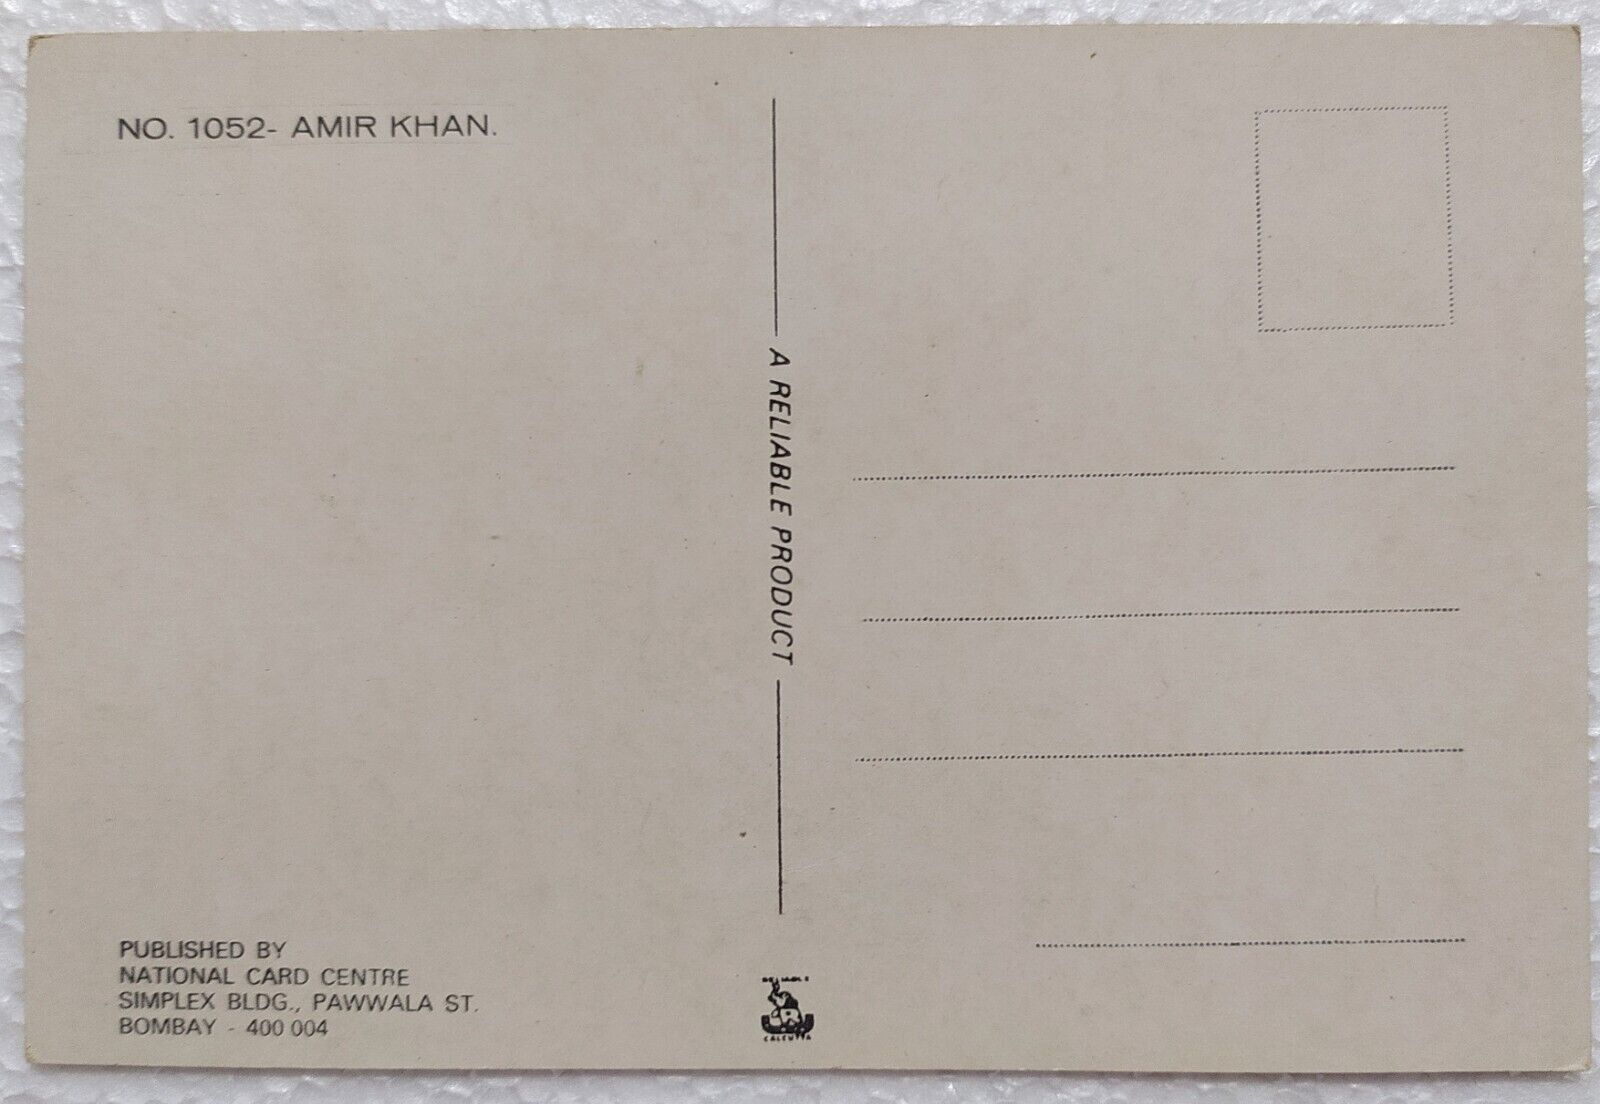 NO. 1052- AMIR KHAN.
A RELIABLE PRODUCT
PUBLISHED BY
NATIONAL CARD CENTRE
SIMPLEX BLDG., PAWWALA ST.
BOMBAY - 400 004
RELIABLE
CALCUTTA